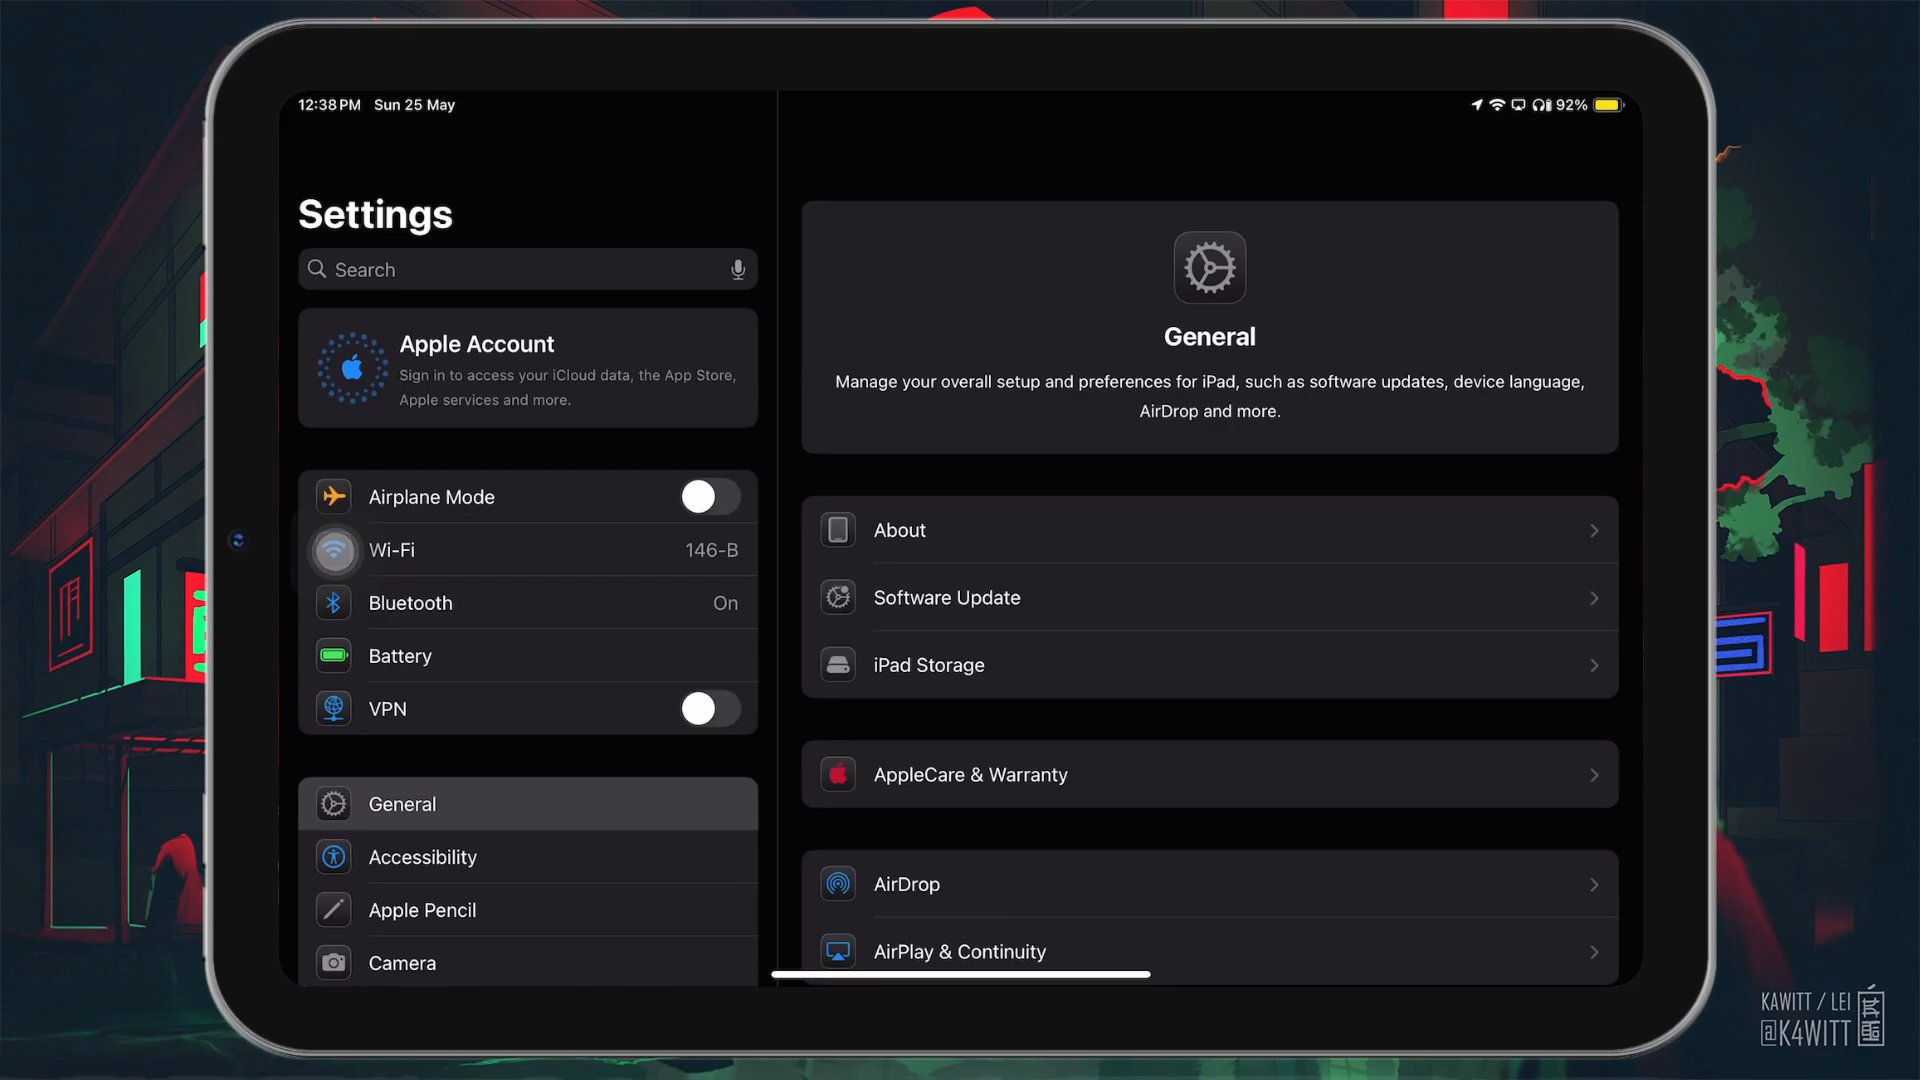 12:38 PM Sun 25 May
92%
Settings
Search
Apple Account
Sign in to access your iCloud data, the App Store,
Apple services and more.
Airplane Mode
Wi-Fi 146-B
Bluetooth On
Battery
VPN
General
Accessibility
Apple Pencil
Camera
General
Manage your overall setup and preferences for iPad, such as software updates, device language,
AirDrop and more.
About
Software Update
iPad Storage
AppleCare & Warranty
AirDrop
AirPlay & Continuity
KAWITT / LEI
@K4WITT